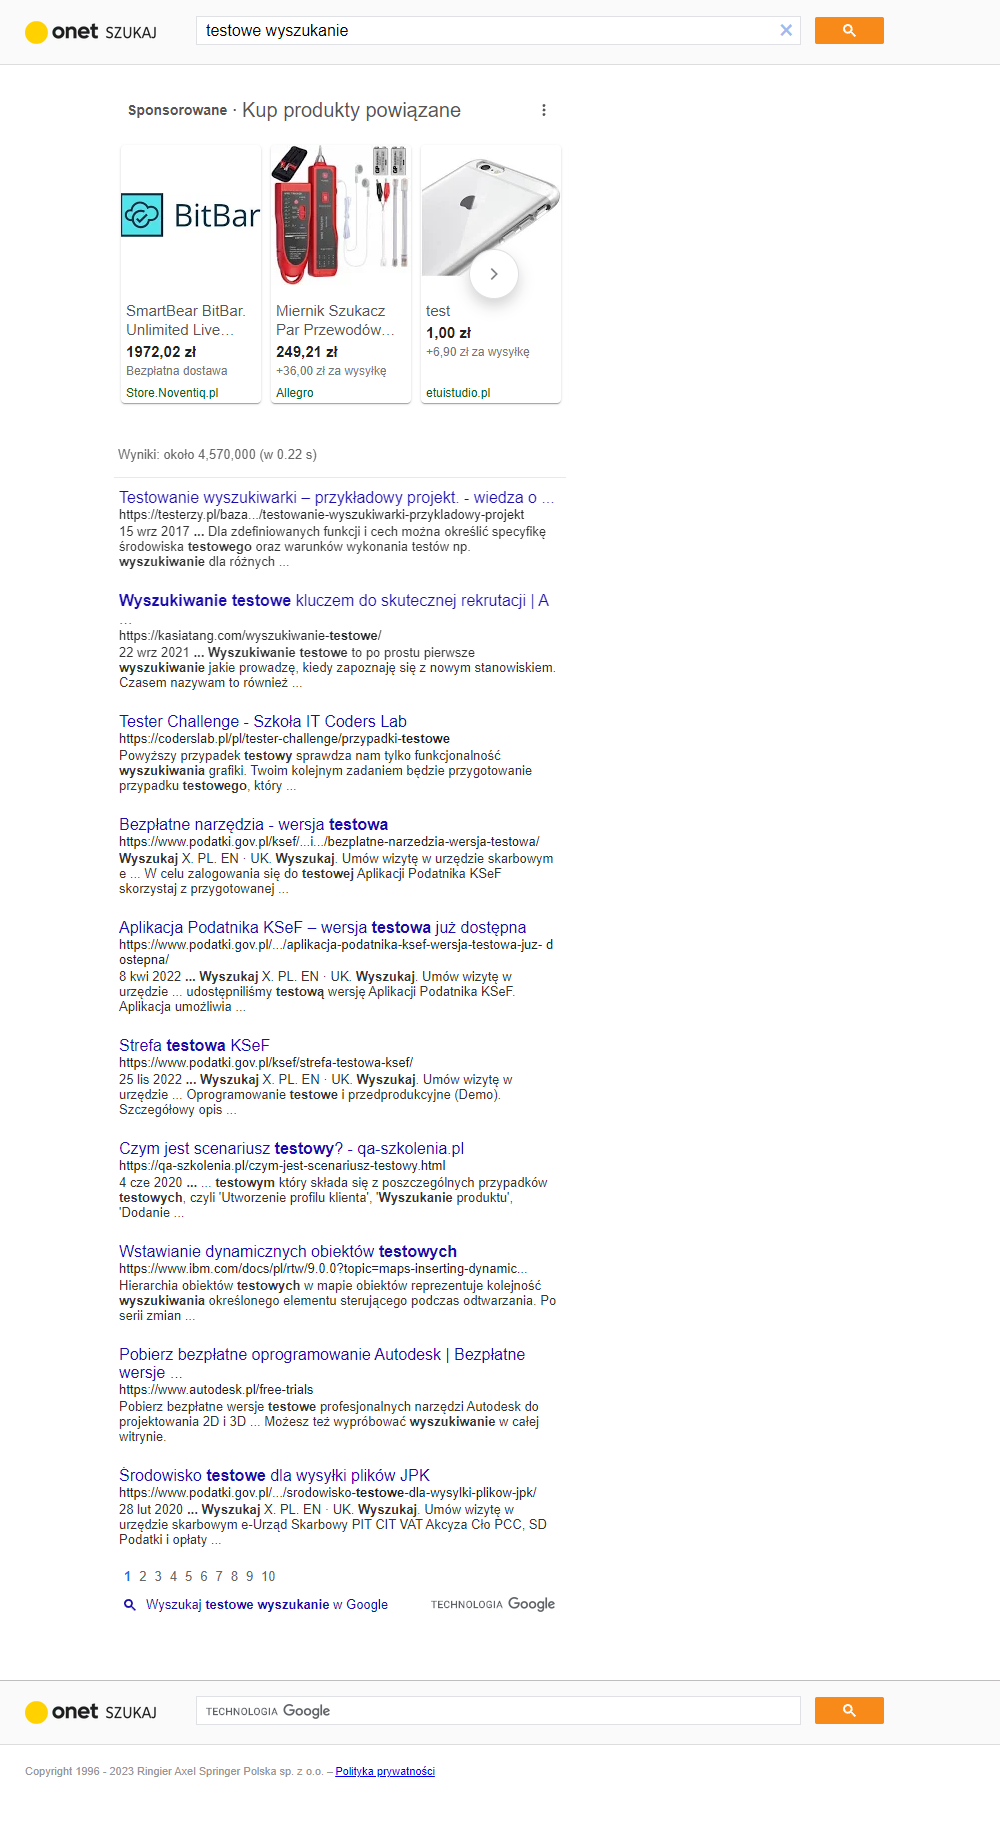 onet SZUKAJ
testowe wyszukanie
Sponsorowane · Kup produkty powiązane
BitBar
SmartBear BitBar.
Unlimited Live…
1972,02 zł
Bezpłatna dostawa
Store.Noventiq.pl
Miernik Szukacz
Par Przewodów…
249,21 zł
+36,00 zł za wysyłkę
Allegro
test
1,00 zł
+6,90 zł za wysyłkę
etuistudio.pl
Wyniki: około 4,570,000 (w 0.22 s)
Testowanie wyszukiwarki – przykładowy projekt. - wiedza o ...
https://testerzy.pl/baza.../testowanie-wyszukiwarki-przykladowy-projekt
15 wrz 2017 ... Dla zdefiniowanych funkcji i cech można określić specyfikę
środowiska testowego oraz warunków wykonania testów np.
wyszukiwanie dla różnych ...
Wyszukiwanie testowe kluczem do skutecznej rekrutacji | A
...
https://kasiatang.com/wyszukiwanie-testowe/
22 wrz 2021 ... Wyszukiwanie testowe to po prostu pierwsze
wyszukiwanie jakie prowadzę, kiedy zapoznaję się z nowym stanowiskiem.
Czasem nazywam to również ...
Tester Challenge - Szkoła IT Coders Lab
https://coderslab.pl/pl/tester-challenge/przypadki-testowe
Powyższy przypadek testowy sprawdza nam tylko funkcjonalność
wyszukiwania grafiki. Twoim kolejnym zadaniem będzie przygotowanie
przypadku testowego, który ...
Bezpłatne narzędzia - wersja testowa
https://www.podatki.gov.pl/ksef/...i.../bezplatne-narzedzia-wersja-testowa/
Wyszukaj X. PL. EN · UK. Wyszukaj. Umów wizytę w urzędzie skarbowym
e ... W celu zalogowania się do testowej Aplikacji Podatnika KSeF
skorzystaj z przygotowanej ...
Aplikacja Podatnika KSeF – wersja testowa już dostępna
https://www.podatki.gov.pl/.../aplikacja-podatnika-ksef-wersja-testowa-juz- d
ostepna/
8 kwi 2022 ... Wyszukaj X. PL. EN · UK. Wyszukaj. Umów wizytę w
urzędzie ... udostępniliśmy testową wersję Aplikacji Podatnika KSeF.
Aplikacja umożliwia ...
Strefa testowa KSeF
https://www.podatki.gov.pl/ksef/strefa-testowa-ksef/
25 lis 2022 ... Wyszukaj X. PL. EN · UK. Wyszukaj. Umów wizytę w
urzędzie ... Oprogramowanie testowe i przedprodukcyjne (Demo).
Szczegółowy opis ...
Czym jest scenariusz testowy? - qa-szkolenia.pl
https://qa-szkolenia.pl/czym-jest-scenariusz-testowy.html
4 cze 2020 ... ... testowym który składa się z poszczególnych przypadków
testowych, czyli 'Utworzenie profilu klienta', 'Wyszukanie produktu',
'Dodanie ...
Wstawianie dynamicznych obiektów testowych
https://www.ibm.com/docs/pl/rtw/9.0.0?topic=maps-inserting-dynamic...
Hierarchia obiektów testowych w mapie obiektów reprezentuje kolejność
wyszukiwania określonego elementu sterującego podczas odtwarzania. Po
serii zmian ...
Pobierz bezpłatne oprogramowanie Autodesk | Bezpłatne
wersje ...
https://www.autodesk.pl/free-trials
Pobierz bezpłatne wersje testowe profesjonalnych narzędzi Autodesk do
projektowania 2D i 3D ... Możesz też wypróbować wyszukiwanie w całej
witrynie.
Środowisko testowe dla wysyłki plików JPK
https://www.podatki.gov.pl/.../srodowisko-testowe-dla-wysylki-plikow-jpk/
28 lut 2020 ... Wyszukaj X. PL. EN · UK. Wyszukaj. Umów wizytę w
urzędzie skarbowym e-Urząd Skarbowy PIT CIT VAT Akcyza Cło PCC, SD
Podatki i opłaty ...
1 2 3 4 5 6 7 8 9 10
Wyszukaj testowe wyszukanie w Google
TECHNOLOGIA Google
onet SZUKAJ
TECHNOLOGIA Google
Copyright 1996 - 2023 Ringier Axel Springer Polska sp. z o.o. – Polityka prywatności